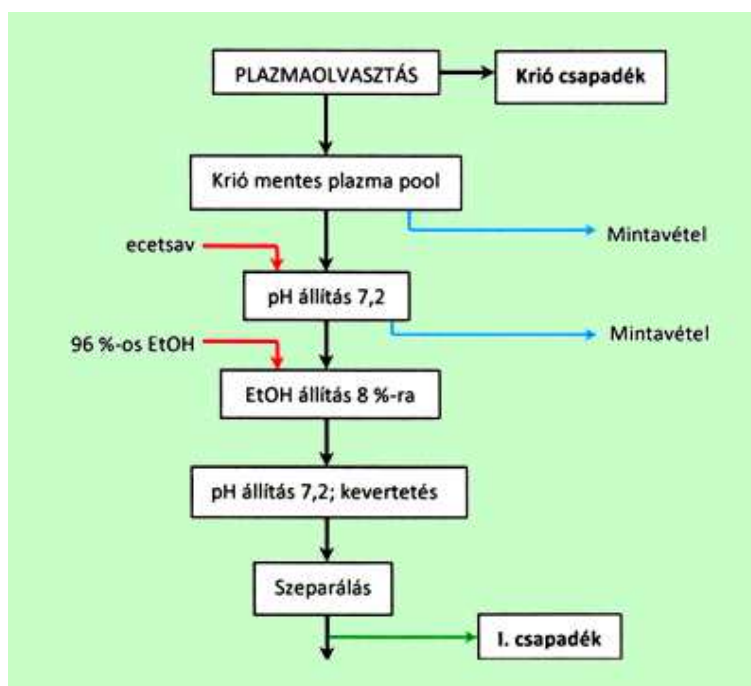 PLAZMAOLVASZTÁS
Krió csapadék
Krió mentes plazma pool
Mintavétel
ecetsav
pH állítás 7,2
Mintavétel
96 %-os EtOH
EtOH állítás 8 %-ra
pH állítás 7,2; kevertetés
Szeparálás
I. csapadék